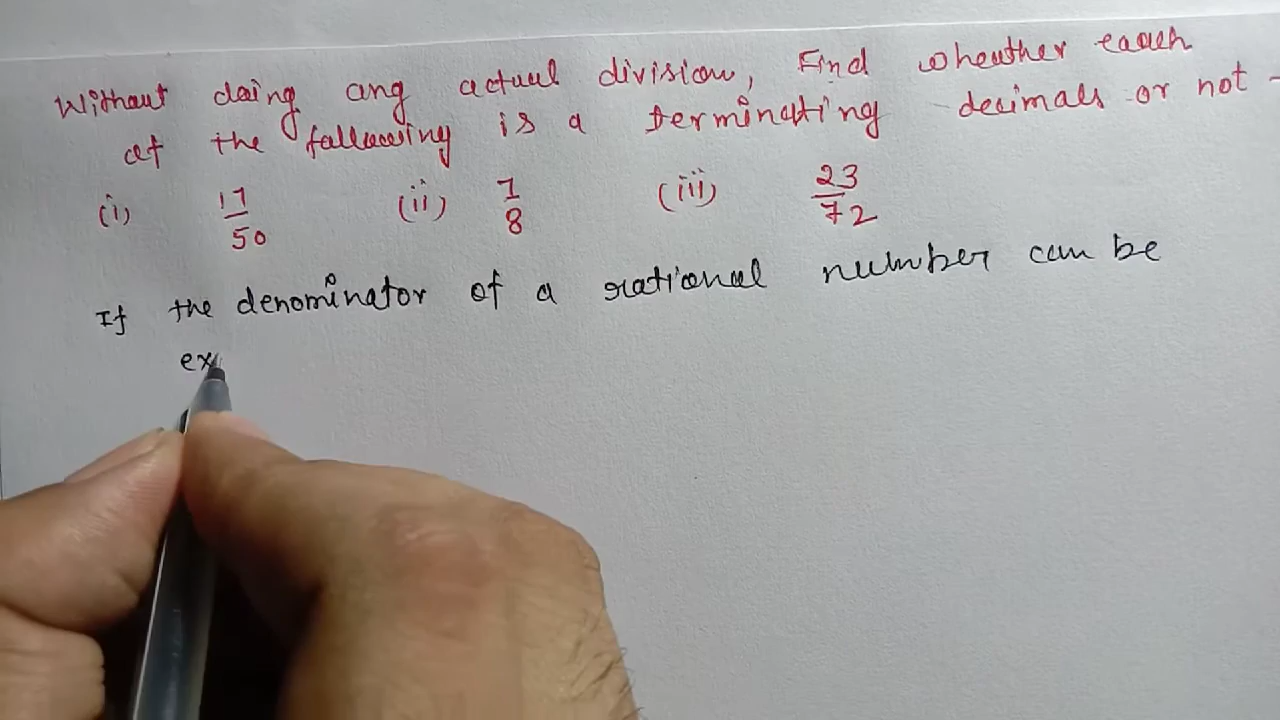 Without doing any actual division, Find wheather each
of the following is a terminating decimals or not -
(i) 17/50 (ii) 7/8 (iii) 23/72
If the denominator of a rational number can be
ex